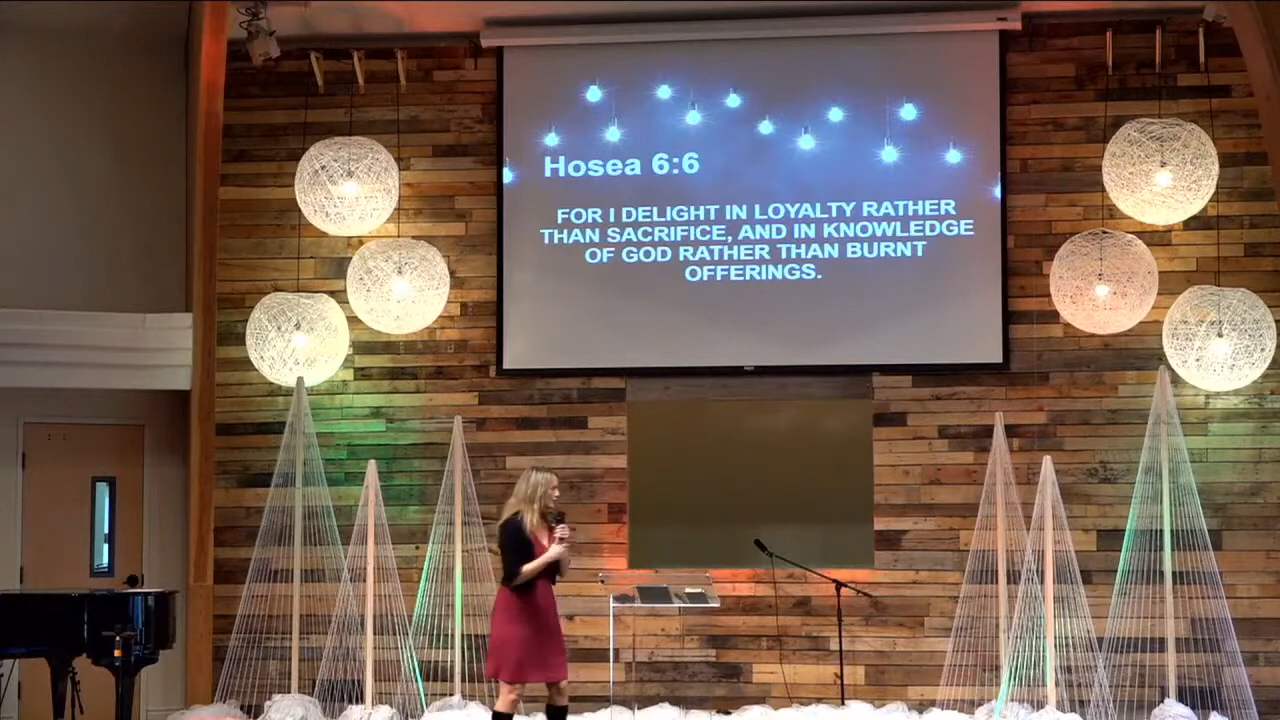 Hosea 6:6
FOR I DELIGHT IN LOYALTY RATHER
THAN SACRIFICE, AND IN KNOWLEDGE
OF GOD RATHER THAN BURNT
OFFERINGS.